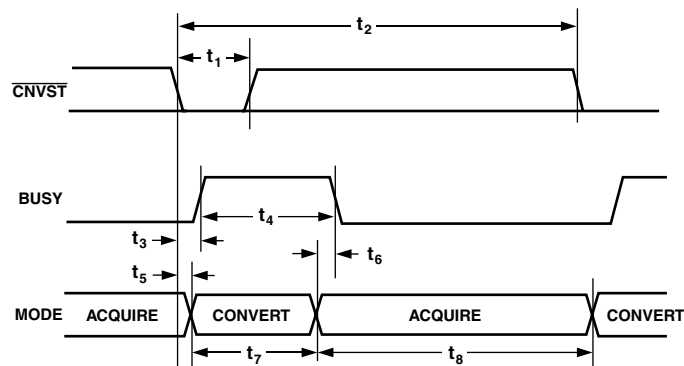 t2
t1
CNVST
BUSY
t4
t3
t6
t5
MODE ACQUIRE CONVERT ACQUIRE CONVERT
t7 t8